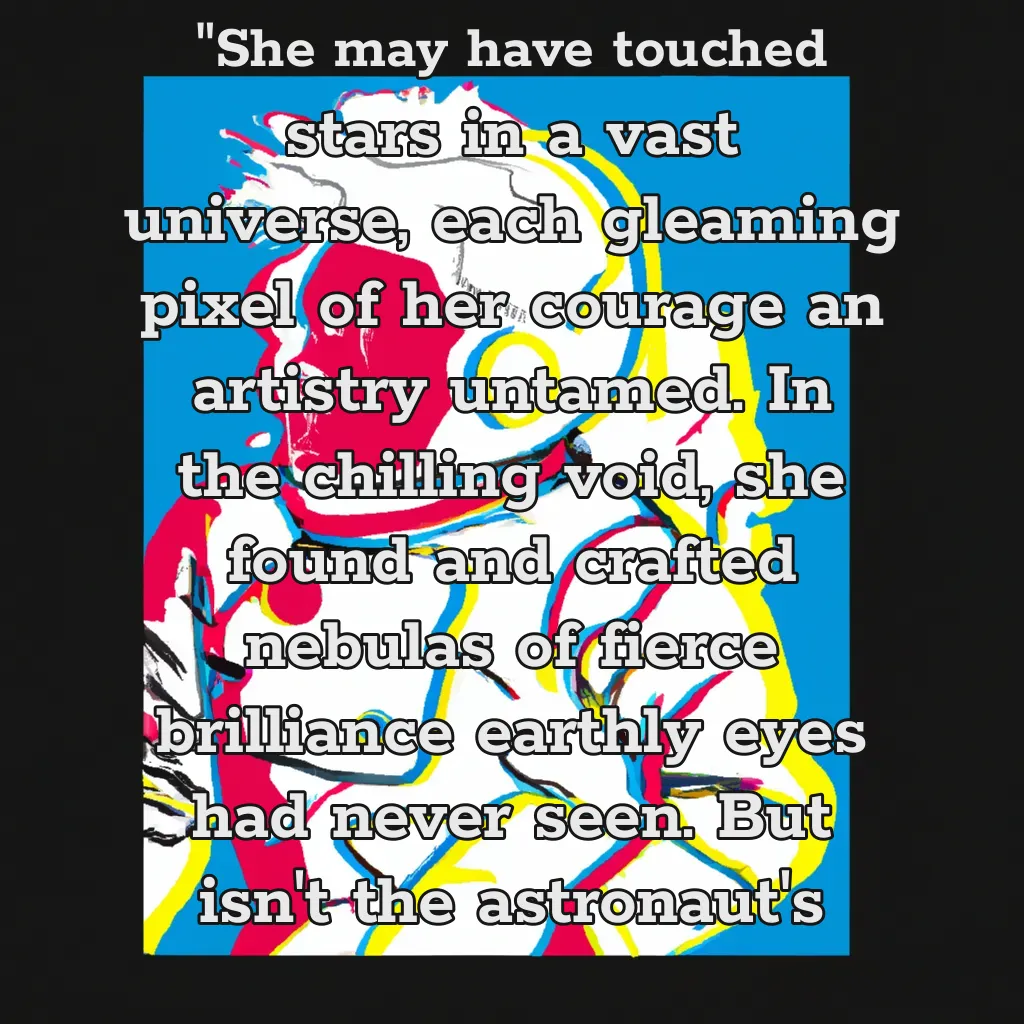 "She may have touched
stars in a vast
universe, each gleaming
pixel of her courage an
artistry untamed. In
the chilling void, she
found and crafted
nebulas of fierce
brilliance earthly eyes
had never seen. But
isn't the astronaut's